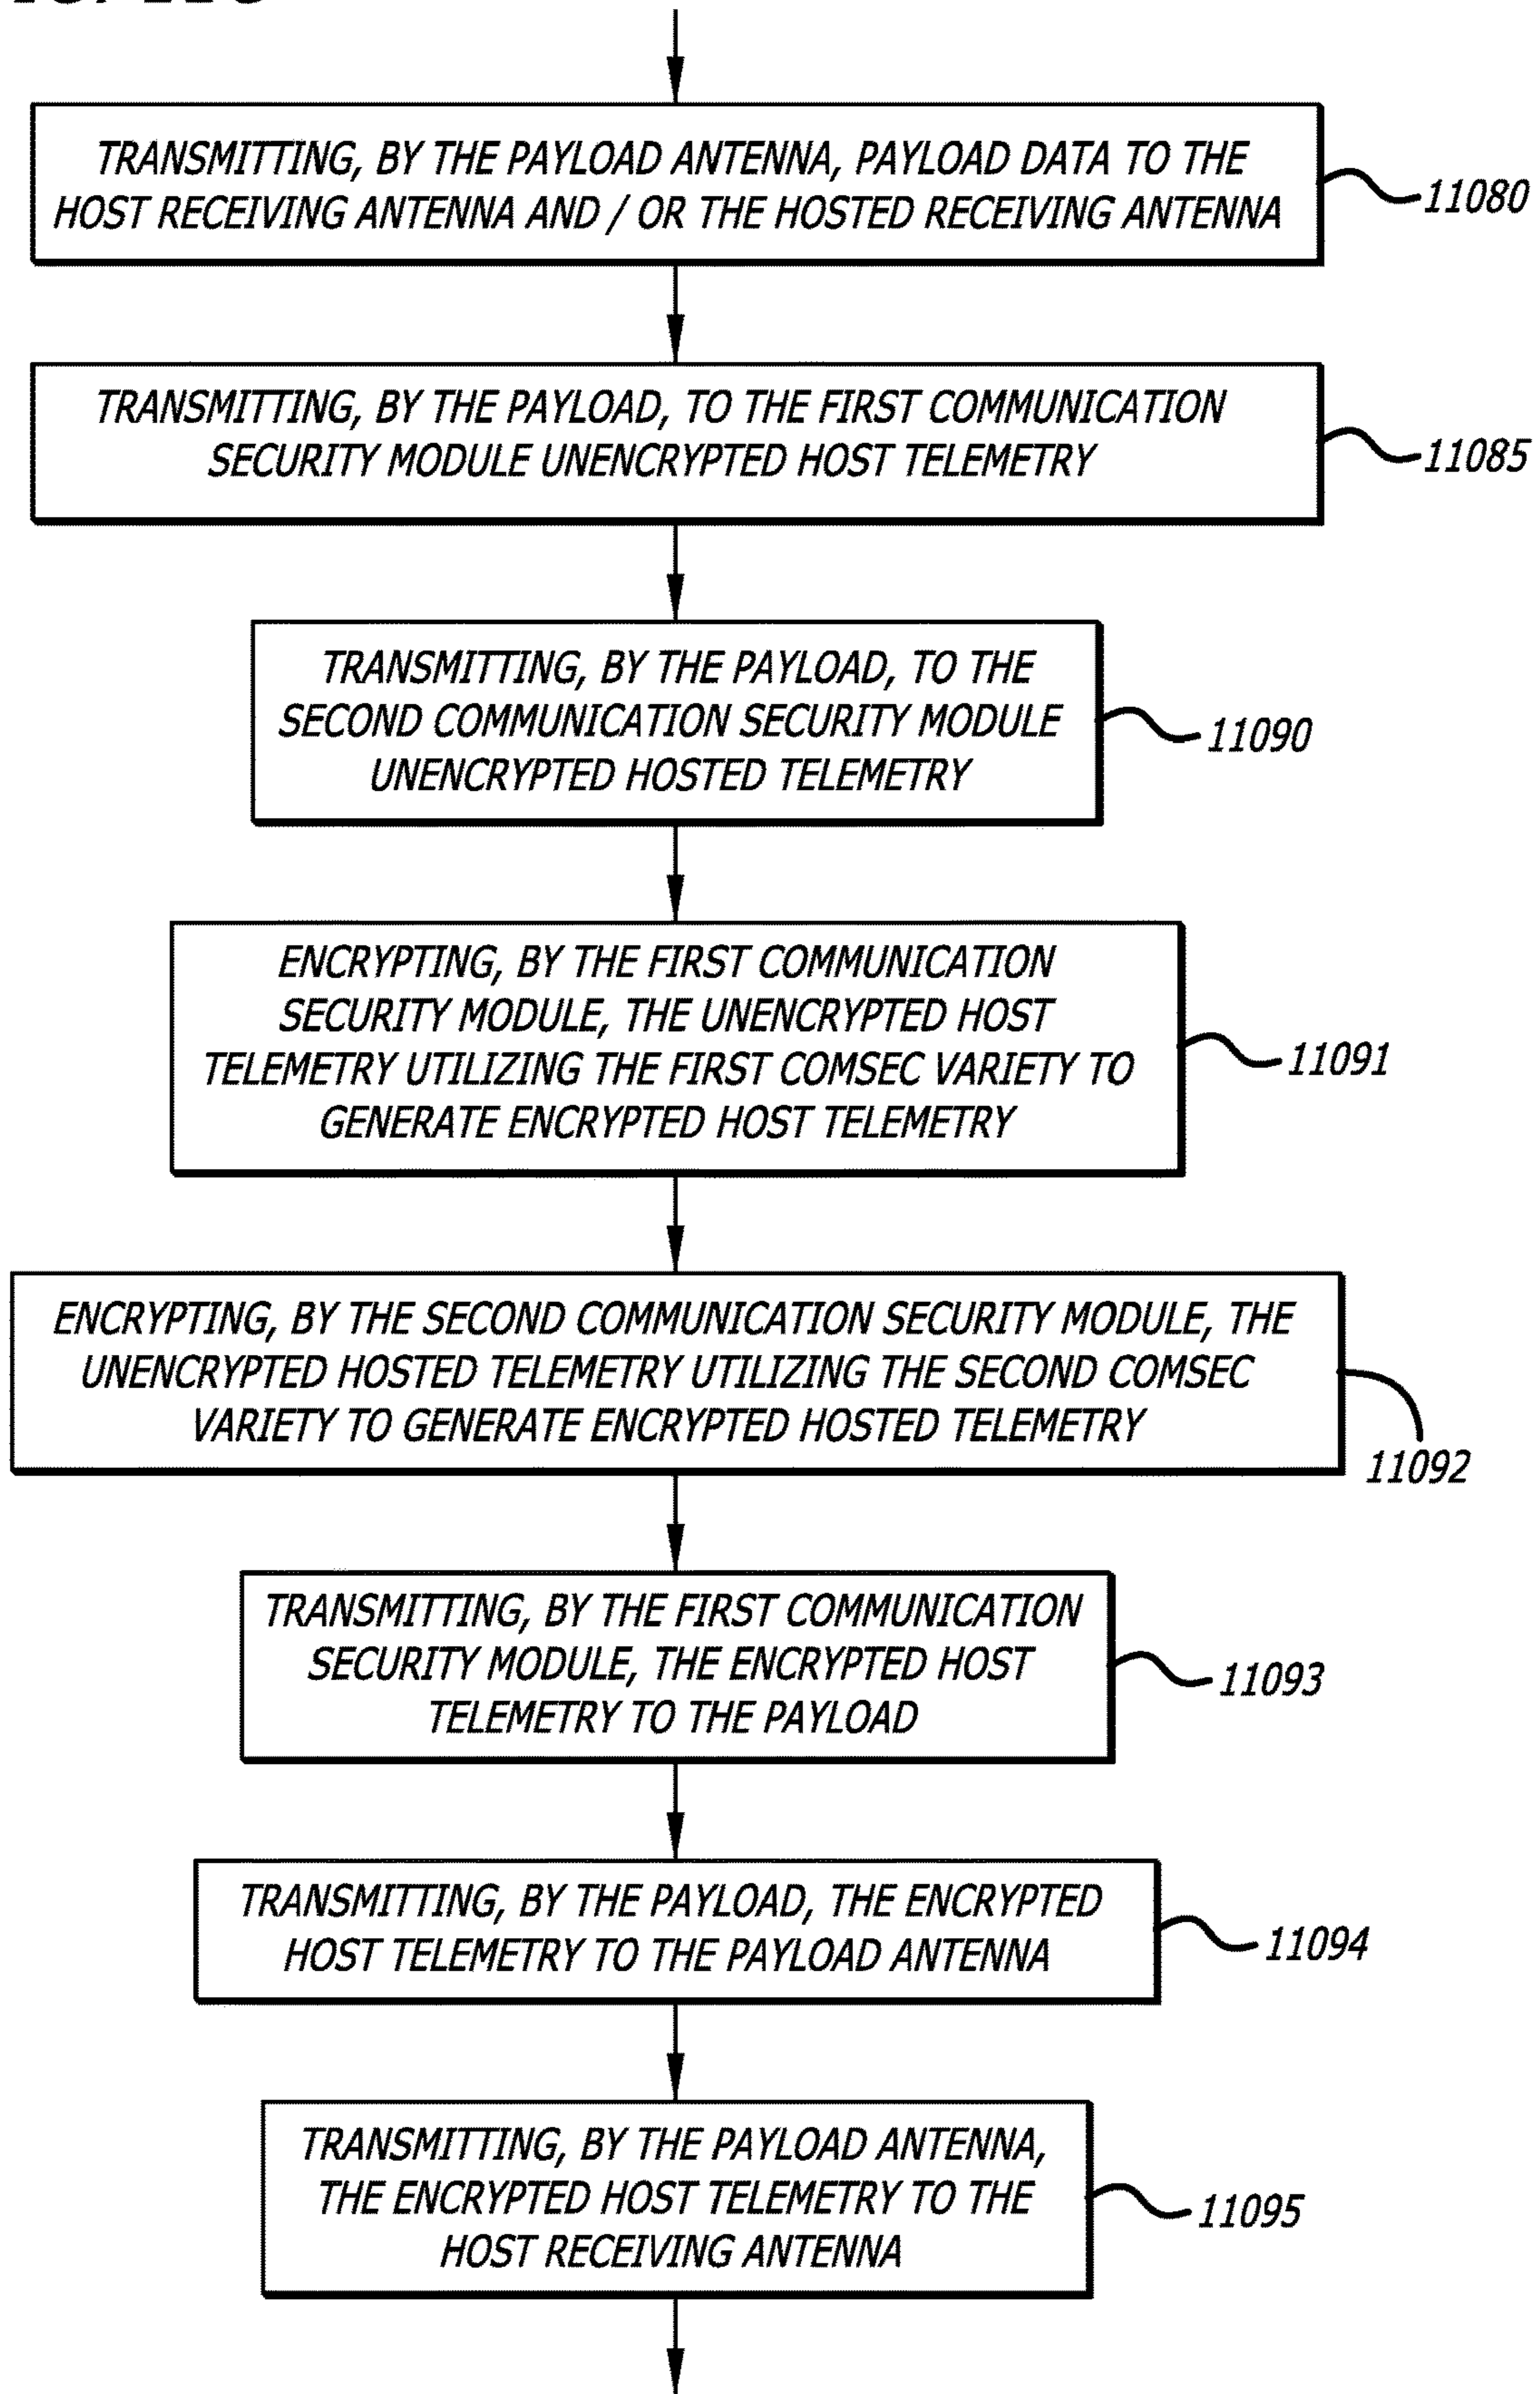 TRANSMITTING, BY THE PAYLOAD ANTENNA, PAYLOAD DATA TO THE
HOST RECEIVING ANTENNA AND / OR THE HOSTED RECEIVING ANTENNA
11080
TRANSMITTING, BY THE PAYLOAD, TO THE FIRST COMMUNICATION
SECURITY MODULE UNENCRYPTED HOST TELEMETRY
11085
TRANSMITTING, BY THE PAYLOAD, TO THE
SECOND COMMUNICATION SECURITY MODULE
UNENCRYPTED HOSTED TELEMETRY
11090
ENCRYPTING, BY THE FIRST COMMUNICATION
SECURITY MODULE, THE UNENCRYPTED HOST
TELEMETRY UTILIZING THE FIRST COMSEC VARIETY TO
GENERATE ENCRYPTED HOST TELEMETRY
11091
ENCRYPTING, BY THE SECOND COMMUNICATION SECURITY MODULE, THE
UNENCRYPTED HOSTED TELEMETRY UTILIZING THE SECOND COMSEC
VARIETY TO GENERATE ENCRYPTED HOSTED TELEMETRY
11092
TRANSMITTING, BY THE FIRST COMMUNICATION
SECURITY MODULE, THE ENCRYPTED HOST
TELEMETRY TO THE PAYLOAD
11093
TRANSMITTING, BY THE PAYLOAD, THE ENCRYPTED
HOST TELEMETRY TO THE PAYLOAD ANTENNA
11094
TRANSMITTING, BY THE PAYLOAD ANTENNA,
THE ENCRYPTED HOST TELEMETRY TO THE
HOST RECEIVING ANTENNA
11095